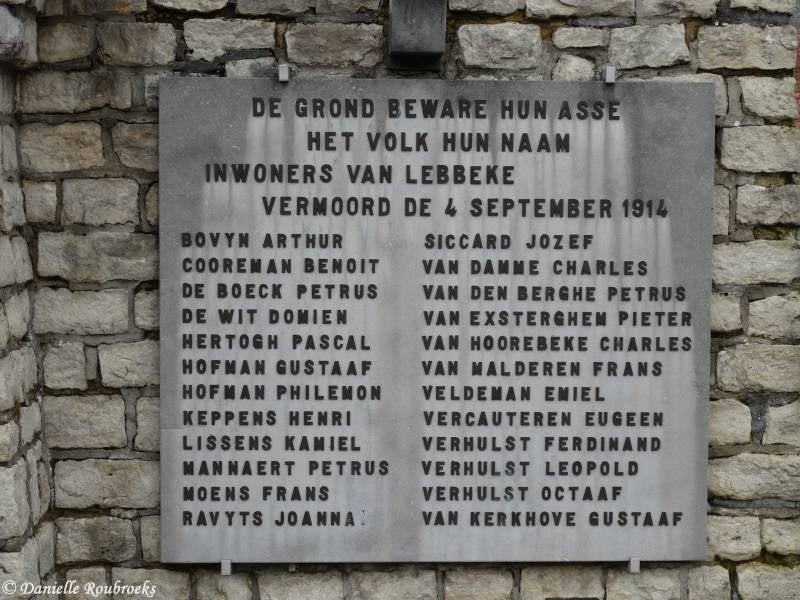 DE GROND BEWARE HUN ASSE
HET VOLK HUN NAAM
INWONERS VAN LEBBEKE
VERMOORD DE 4 SEPTEMBER 1914
BOVYN ARTHUR
COOREMAN BENOIT
DE BOECK PETRUS
DE WIT DOMIEN
HERTOGH PASCAL
HOFMAN GUSTAAF
HOFMAN PHILEMON
KEPPENS HENRI
LISSENS KAMIEL
MANNAERT PETRUS
MOENS FRANS
RAVYTS JOANNA.
SICCARD JOZEF
VAN DAMME CHARLES
VAN DEN BERGHE PETRUS
VAN EXSTERGHEM PIETER
VAN HOOREBEKE CHARLES
VAN MALDEREN FRANS
VELDEMAN EMIEL
VERCAUTEREN EUGEEN
VERHULST FERDINAND
VERHULST LEOPOLD
VERHULST OCTAAF
VAN KERKHOVE GUSTAAF
© Danielle Roubroeks